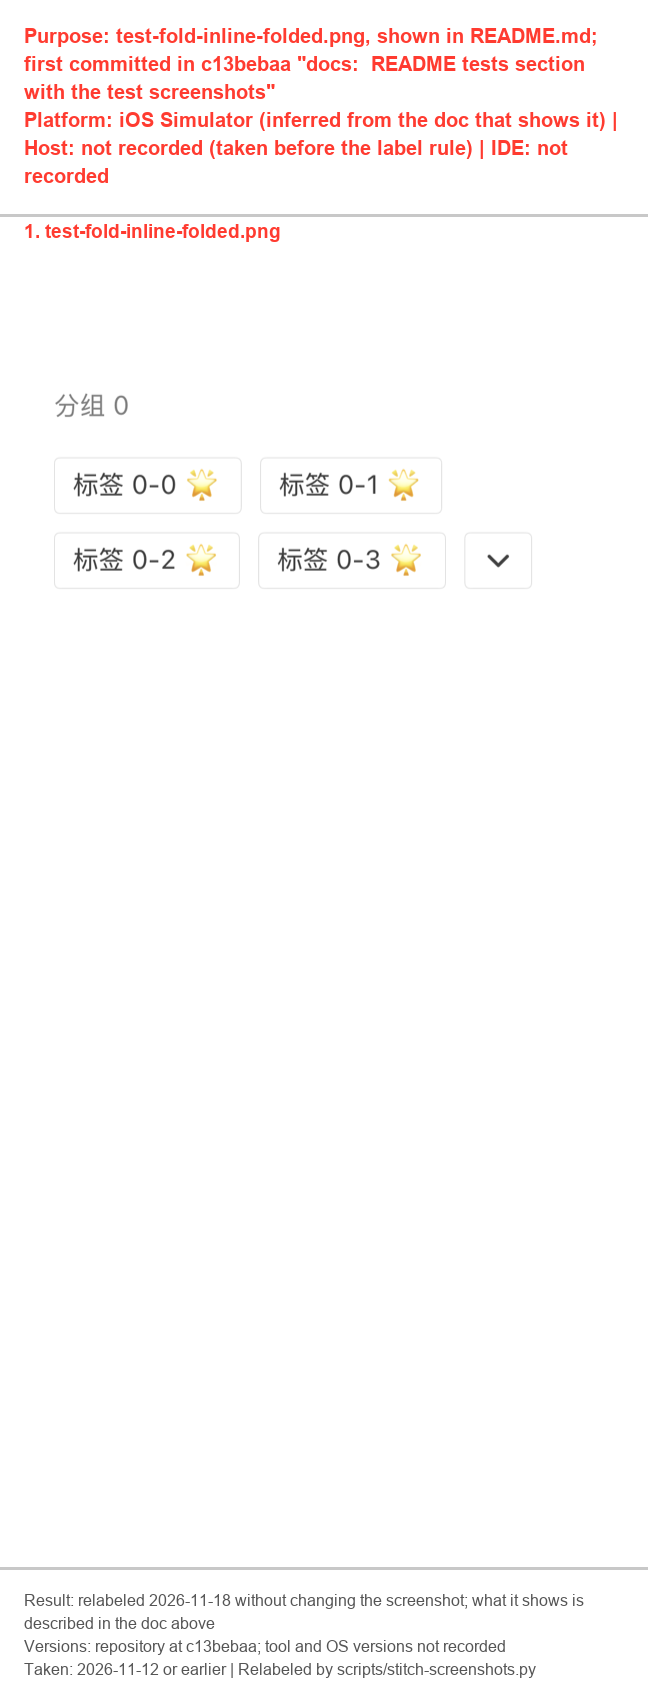 Purpose: test-fold-inline-folded.png, shown in README.md;
first committed in c13bebaa "docs:  README tests section
with the test screenshots"
Platform: iOS Simulator (inferred from the doc that shows it) |
Host: not recorded (taken before the label rule) | IDE: not
recorded
1. test-fold-inline-folded.png
分组 0
标签 0-0 🌟 标签 0-1 🌟
标签 0-2 🌟 标签 0-3 🌟
Result: relabeled 2026-11-18 without changing the screenshot; what it shows is
described in the doc above
Versions: repository at c13bebaa; tool and OS versions not recorded
Taken: 2026-11-12 or earlier | Relabeled by scripts/stitch-screenshots.py